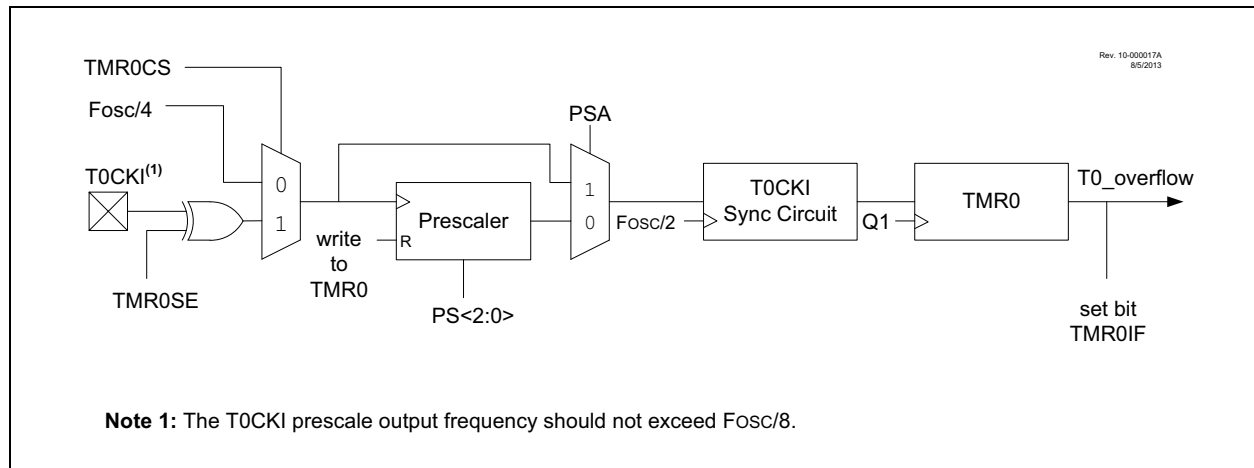 Rev. 10-000017A
8/5/2013
TMR0CS
Fosc/4
PSA
T0CKI(1)
0
1
TMR0SE
write
to
TMR0
Prescaler
R
PS<2:0>
1
0
FOSC/2
T0CKI
Sync Circuit
Q1
TMR0
T0_overflow
set bit
TMR0IF
Note 1: The T0CKI prescale output frequency should not exceed FOSC/8.